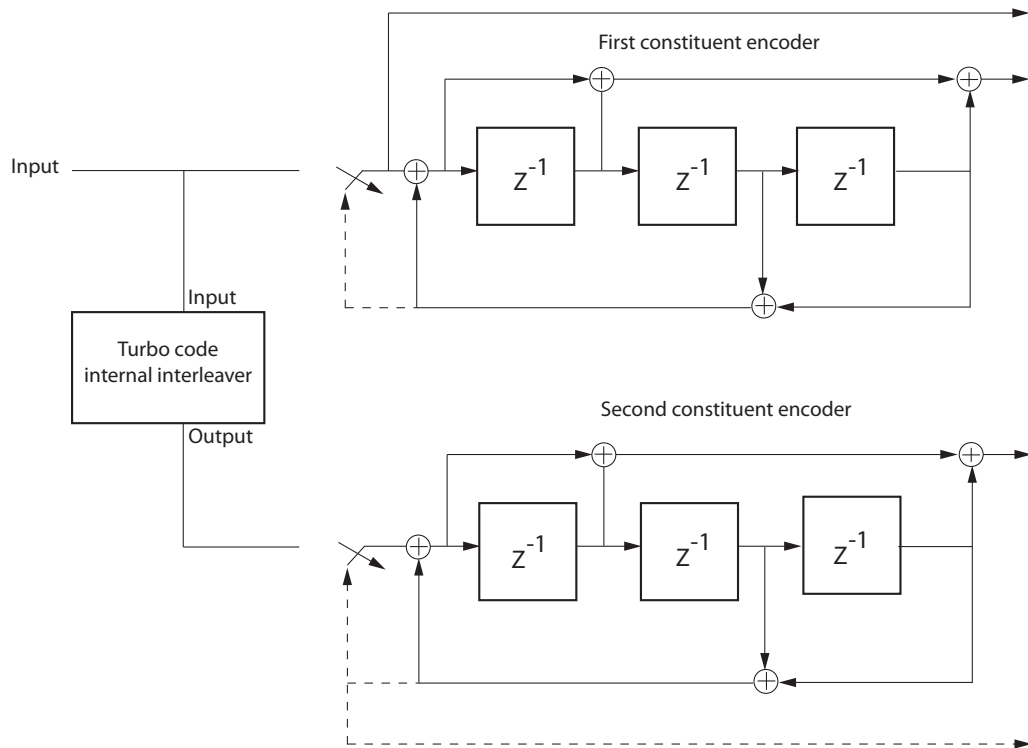 First constituent encoder
Z-1
Z-1
Z-1
Input
Input
Turbo code
internal interleaver
Output
Second constituent encoder
Z-1
Z-1
Z-1